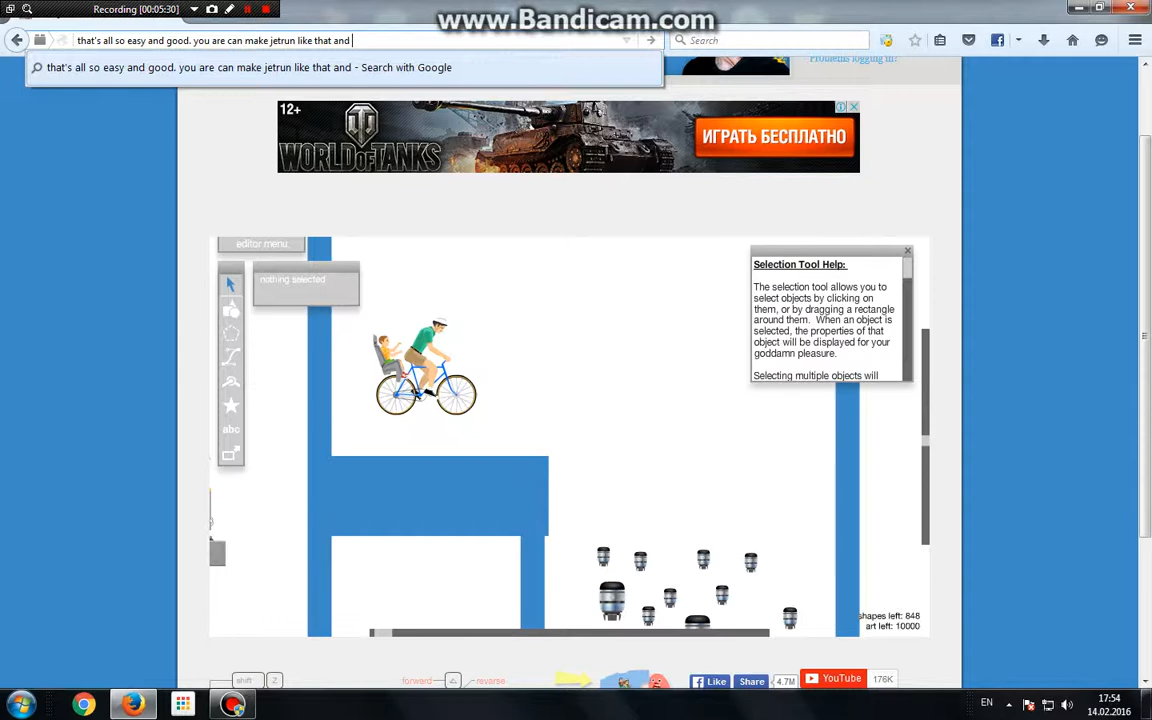 Recording [00:05:30]
www.Bandicam.com
that's all so easy and good. you are can make jetrun like that and
Search
that's all so easy and good. you are can make jetrun like that and - Search with Google
Problems logging in?
12+
WORLD OF TANKS
ИГРАТЬ БЕСПЛАТНО
editor menu
nothing selected
Selection Tool Help:
The selection tool allows you to
select objects by clicking on
them, or by dragging a rectangle
around them. When an object is
selected, the properties of that
object will be displayed for your
goddamn pleasure.
Selecting multiple objects will
abc
shapes left: 848
art left: 10000
shift
Z
forward
reverse
Like
Share
4.7M
YouTube
176K
EN
17:54
14.02.2016